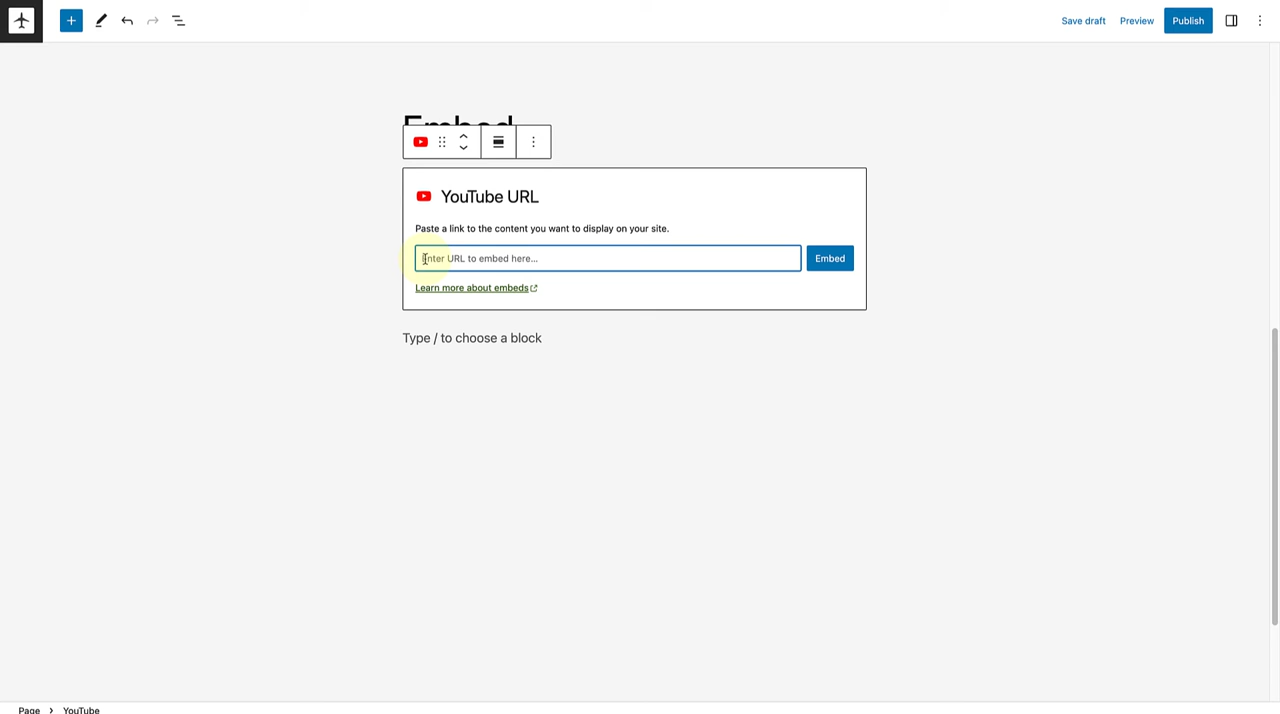 Save draft Preview Publish
Embed
YouTube URL
Paste a link to the content you want to display on your site.
Enter URL to embed here...
Embed
Learn more about embeds
Type / to choose a block
Page › YouTube